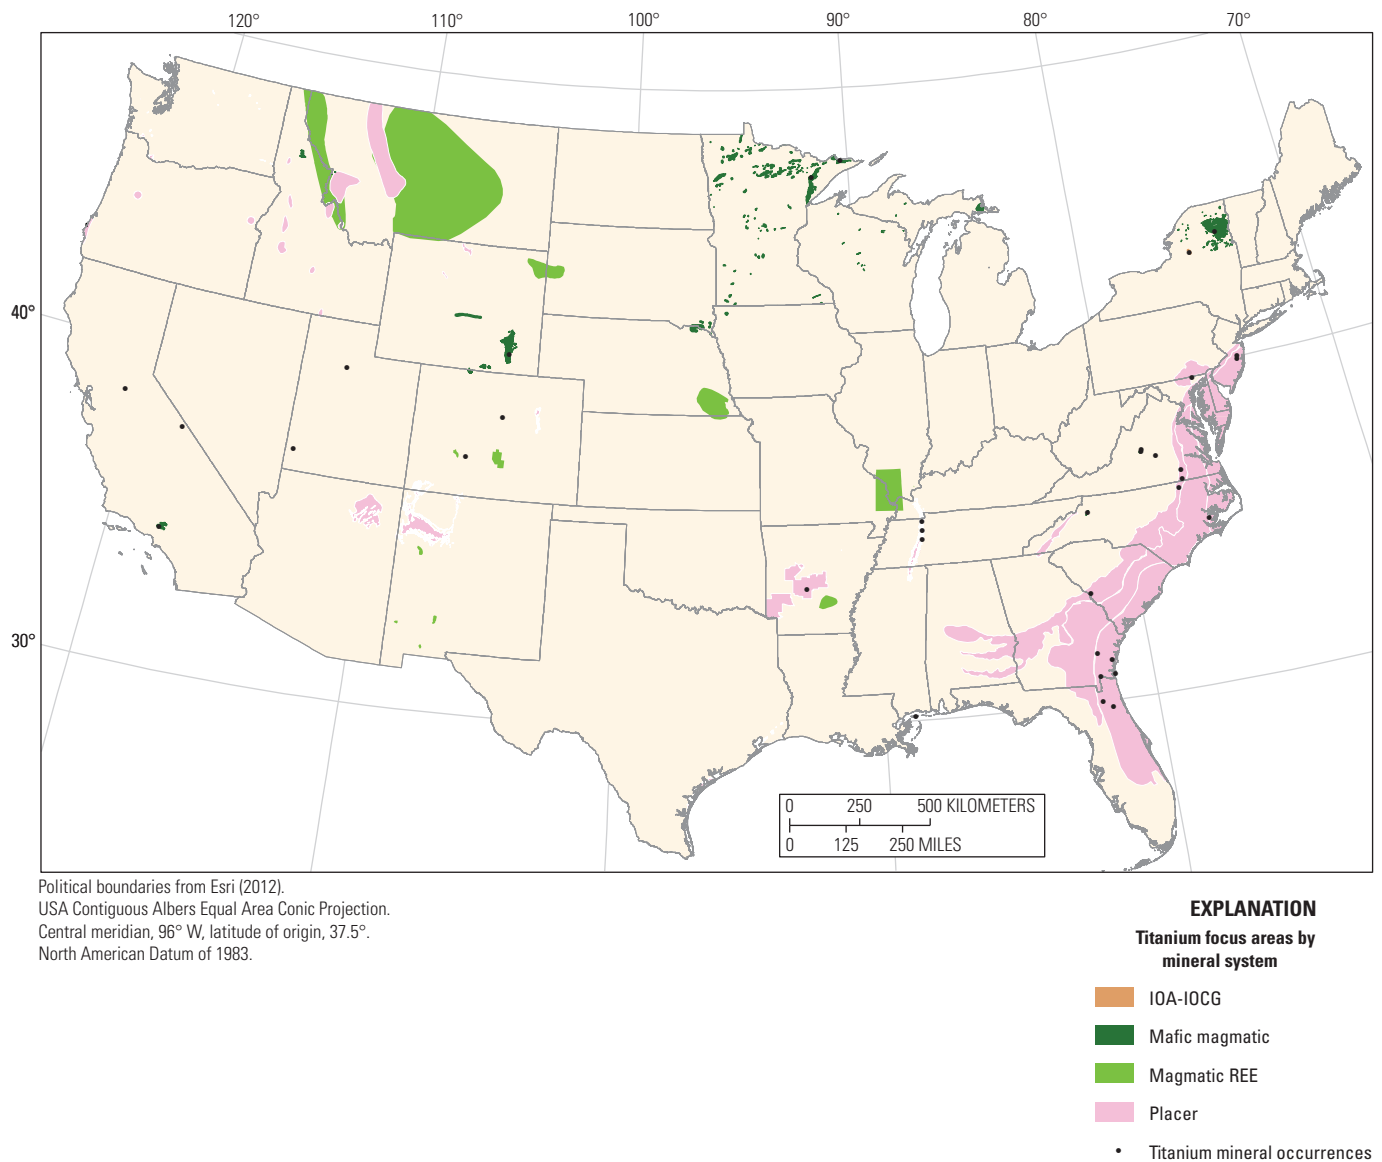 120° 110° 100° 90° 80° 70°
40°
30°
0 250 500 KILOMETERS
0 125 250 MILES
Political boundaries from Esri (2012).
USA Contiguous Albers Equal Area Conic Projection.
Central meridian, 96° W, latitude of origin, 37.5°.
North American Datum of 1983.
EXPLANATION
Titanium focus areas by
mineral system
IOA-IOCG
Mafic magmatic
Magmatic REE
Placer
Titanium mineral occurrences